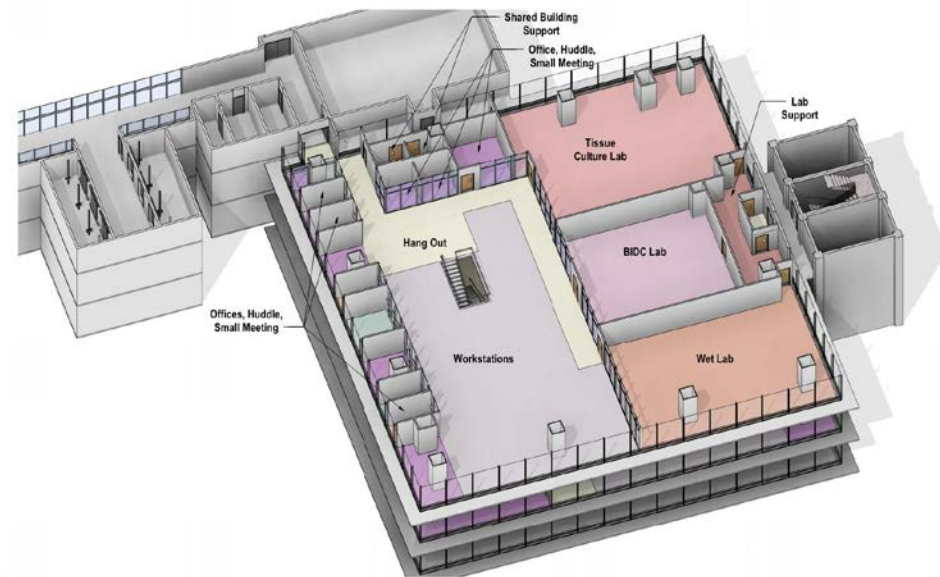 Shared Building
Support
Office, Huddle,
Small Meeting
Lab
Support
Tissue
Culture Lab
Hang Out
BIDC Lab
Offices, Huddle,
Small Meeting
Workstations
Wet Lab